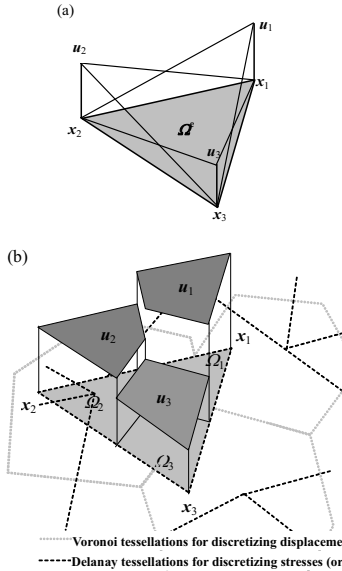 (a)
u1
u2
x1
x2
Ωe
u3
x3
(b)
u1
u2
x1
Ω1
u3
x2
Ω2
Ω3
x3
Voronoi tessellations for discretizing displaceme
Delanay tessellations for discretizing stresses (or